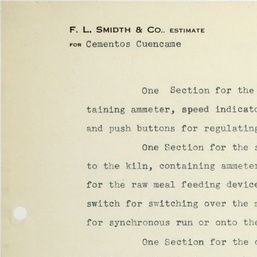 F. L. SMIDTH & CO.. ESTIMATE
FOR Cementos Cuencame
One Section for the
taining ammeter, speed indicato
and push buttons for regulating
One Section for the s
to the kiln, containing ammeter
for the raw meal feeding device
switch for switching over the m
for synchronous run or onto the
One Section for the c